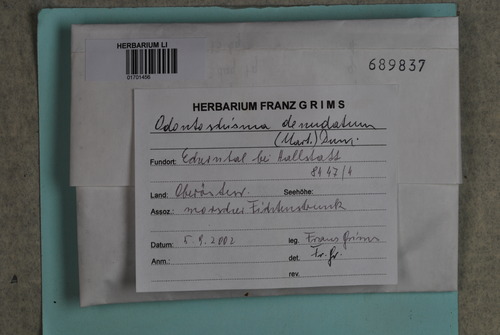 HERBARIUM LI
01701456
689837
HERBARIUM FRANZ GRIMS
Odontoschisma denudatum
(Mart.) Dum.
Fundort: Echerntal bei Hallstatt
8447/4
Land: Oberösterr. Seehöhe:
Assoz.: morscher Fichtenstrunk
Datum: 5.9.2002 leg. Franz Grims
Anm.: det. Fr. Gr.
rev.